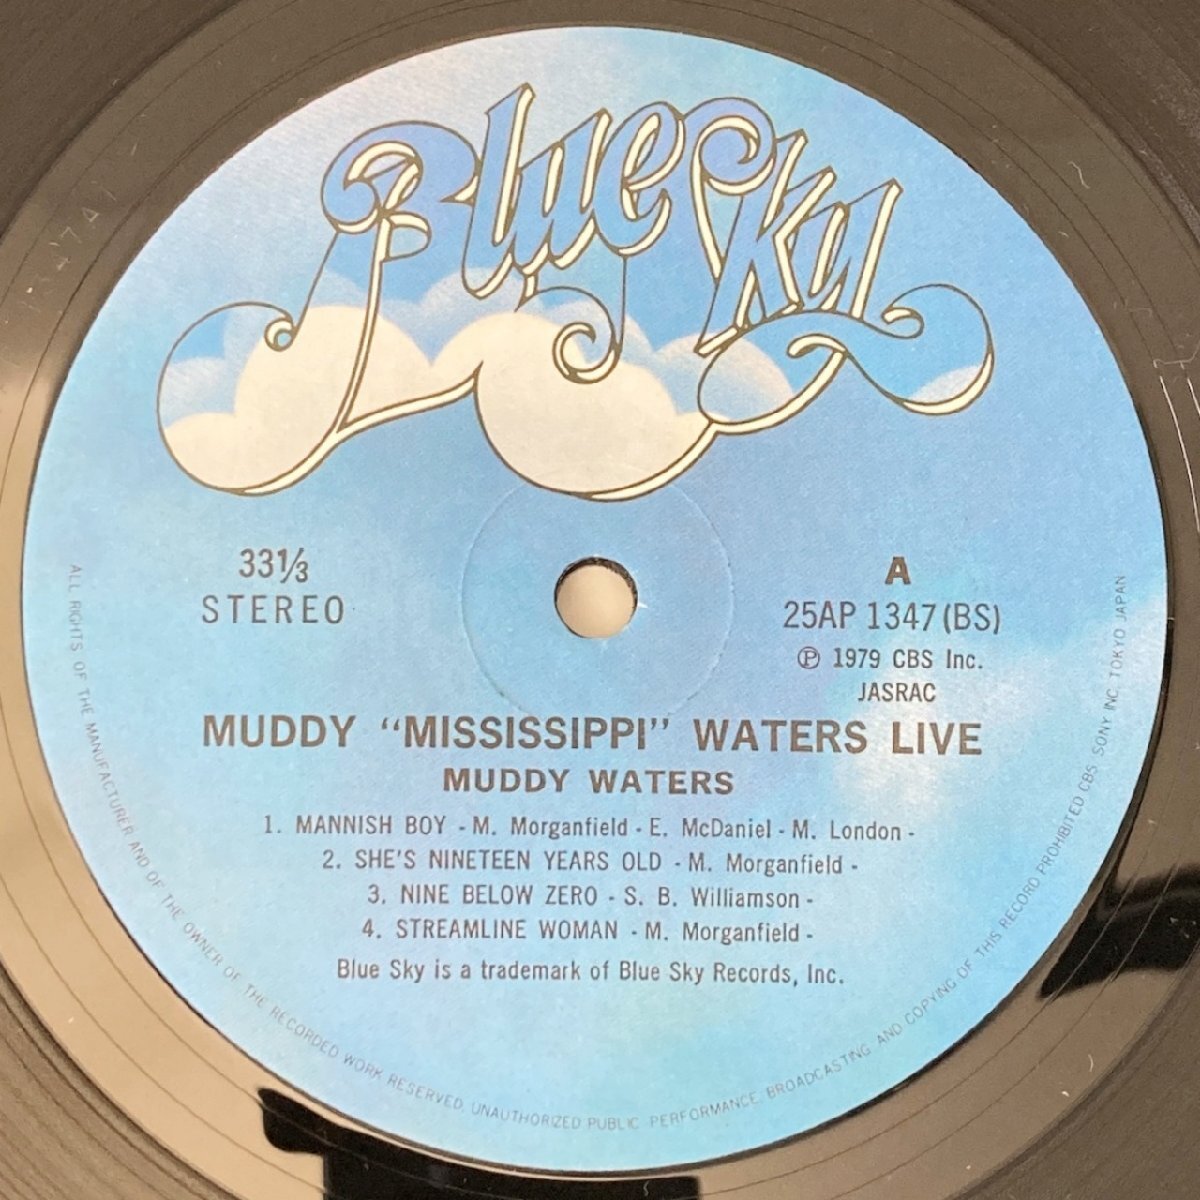 Blue Sky
33⅓
STEREO
A
25AP 1347(BS)
℗ 1979 CBS Inc.
JASRAC
MUDDY “MISSISSIPPI” WATERS LIVE
MUDDY WATERS
1. MANNISH BOY - M. Morganfield - E. McDaniel - M. London -
2. SHE'S NINETEEN YEARS OLD - M. Morganfield -
3. NINE BELOW ZERO - S. B. Williamson -
4. STREAMLINE WOMAN - M. Morganfield -
Blue Sky is a trademark of Blue Sky Records, Inc.
ALL RIGHTS OF THE MANUFACTURER AND OF THE OWNER OF THE RECORDED WORK RESERVED. UNAUTHORIZED PUBLIC PERFORMANCE. BROADCASTING AND COPYING OF THIS RECORD PROHIBITED CBS SONY INC. TOKYO JAPAN